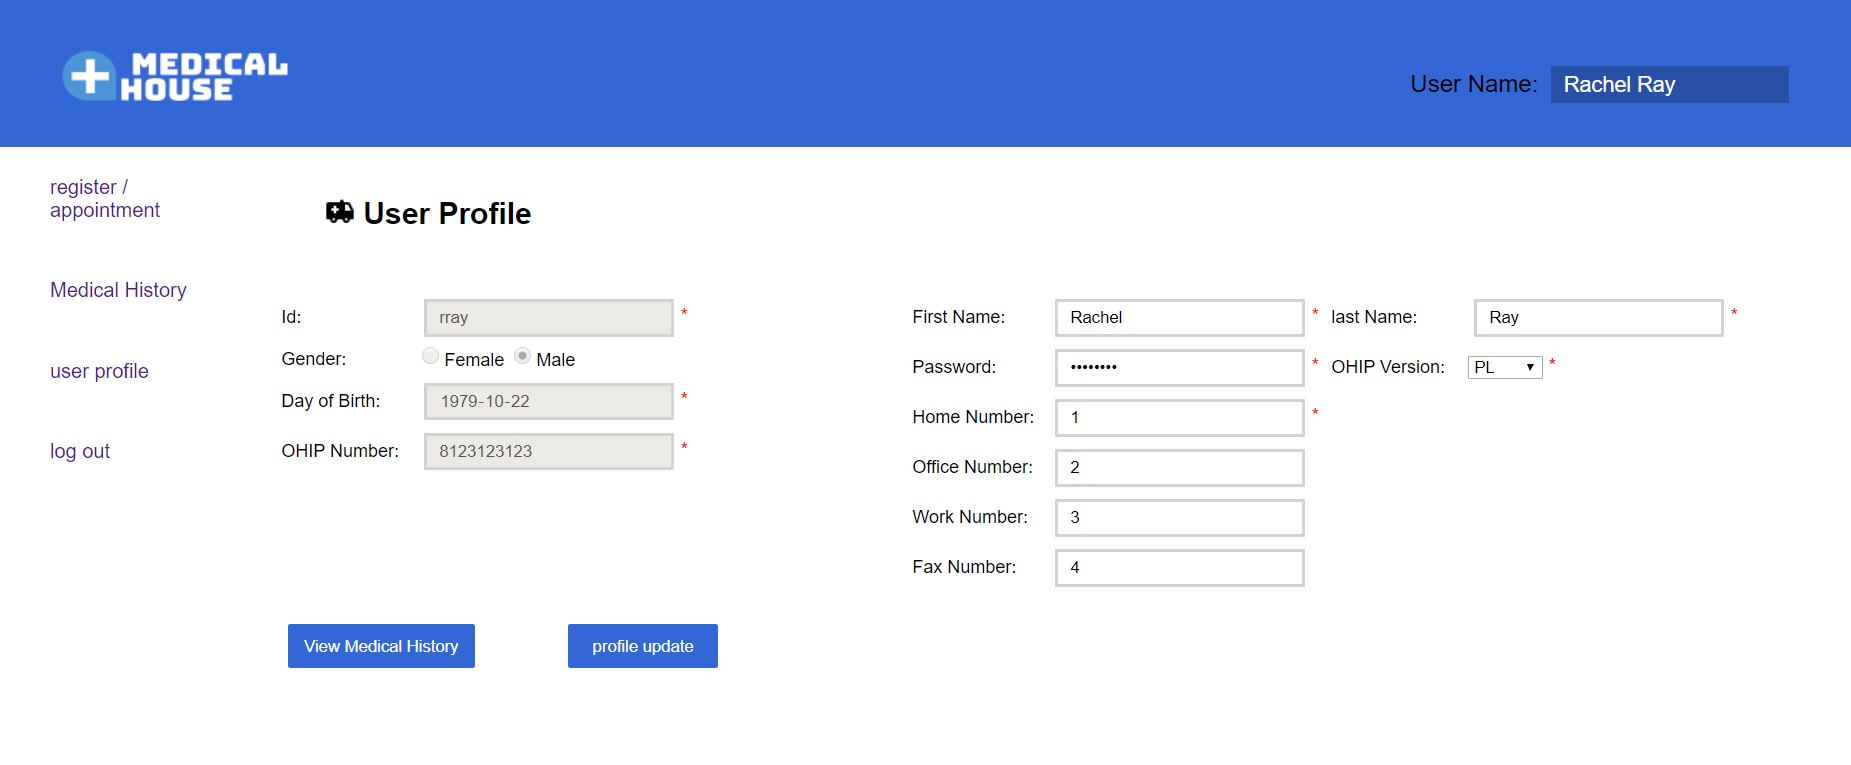 MEDICAL
HOUSE
User Name: Rachel Ray
register /
appointment
Medical History
user profile
log out
User Profile
Id: rray *
Gender: Female Male
Day of Birth: 1979-10-22 *
OHIP Number: 8123123123 *
First Name: Rachel * last Name: Ray *
Password: •••••••• * OHIP Version: PL *
Home Number: 1 *
Office Number: 2
Work Number: 3
Fax Number: 4
View Medical History
profile update